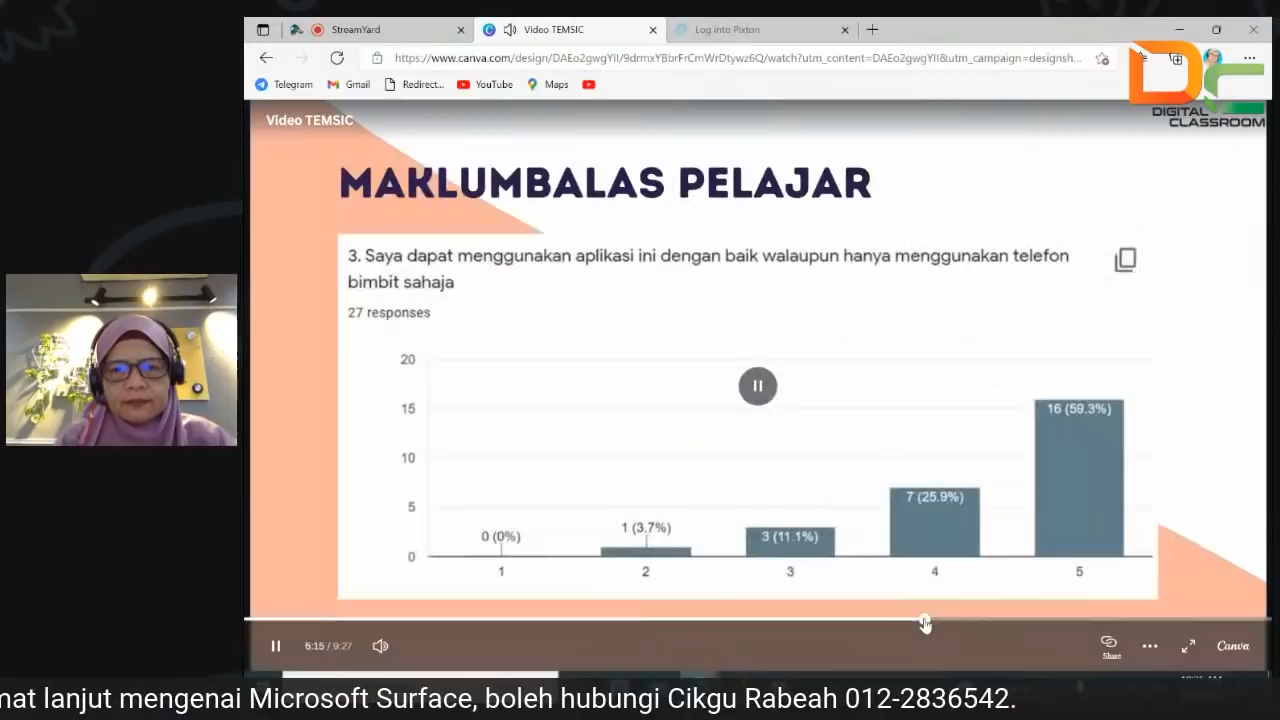 StreamYard
Video TEMSIC
Log into Pixton
https://www.canva.com/design/DAEo2gwgYlI/9drmxYBbrFrCmWrDtywz6Q/watch?utm_content=DAEo2gwgYlI&utm_campaign=designsh...
Telegram
Gmail
Redirect...
YouTube
Maps
DC
DIGITAL
CLASSROOM
Video TEMSIC
MAKLUMBALAS PELAJAR
3. Saya dapat menggunakan aplikasi ini dengan baik walaupun hanya menggunakan telefon
bimbit sahaja
27 responses
20
15
10
5
0
0 (0%)
1 (3.7%)
3 (11.1%)
7 (25.9%)
16 (59.3%)
1
2
3
4
5
5:15 / 9:27
Share
Canva
mat lanjut mengenai Microsoft Surface, boleh hubungi Cikgu Rabeah 012-2836542.